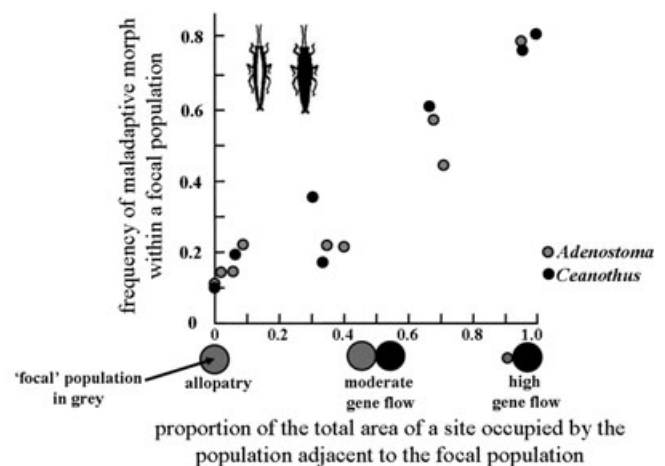 frequency of maladaptive morph
within a focal population
0.8
0.6
0.4
0.2
0
0 0.2 0.4 0.6 0.8 1.0
Adenostoma
Ceanothus
'focal' population
in grey
allopatry
moderate
gene flow
high
gene flow
proportion of the total area of a site occupied by the
population adjacent to the focal population